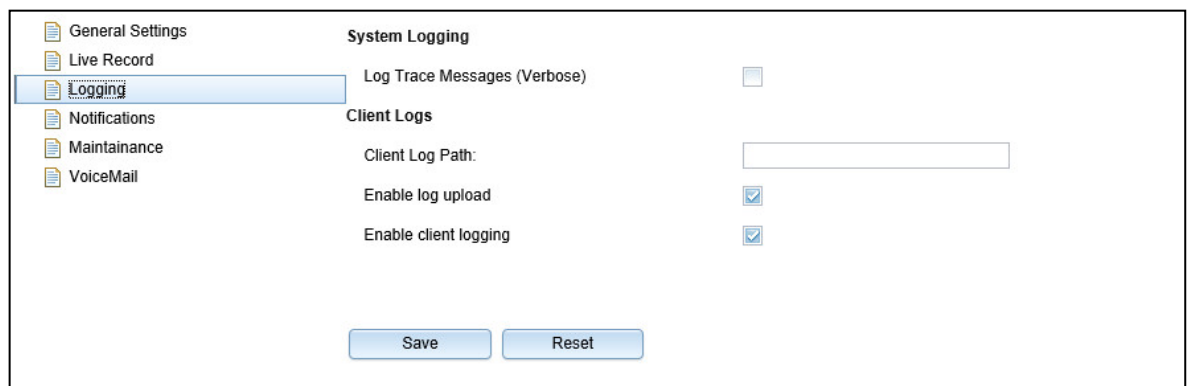 General Settings
Live Record
Logging
Notifications
Maintainance
VoiceMail
System Logging
Log Trace Messages (Verbose)
Client Logs
Client Log Path:
Enable log upload
Enable client logging
Save
Reset